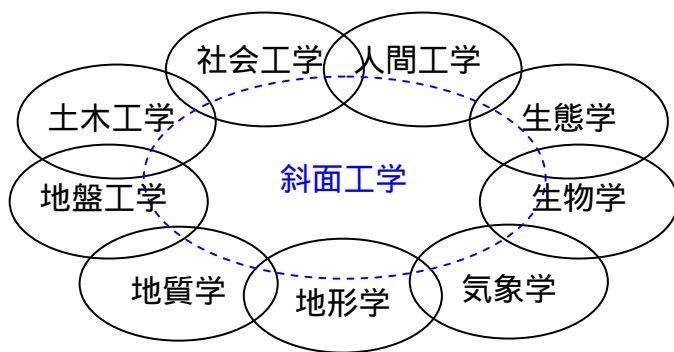 社会工学
人間工学
土木工学
生態学
斜面工学
地盤工学
生物学
地質学
地形学
気象学